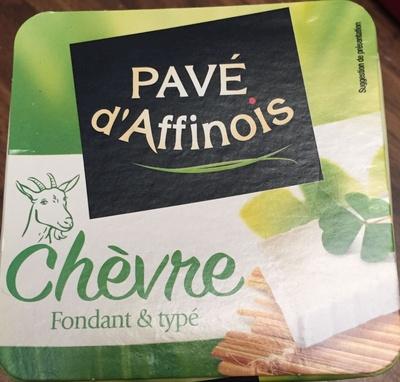 Suggestion de présentation
PAVÉ
d'Affinois
Chèvre
Fondant & typé